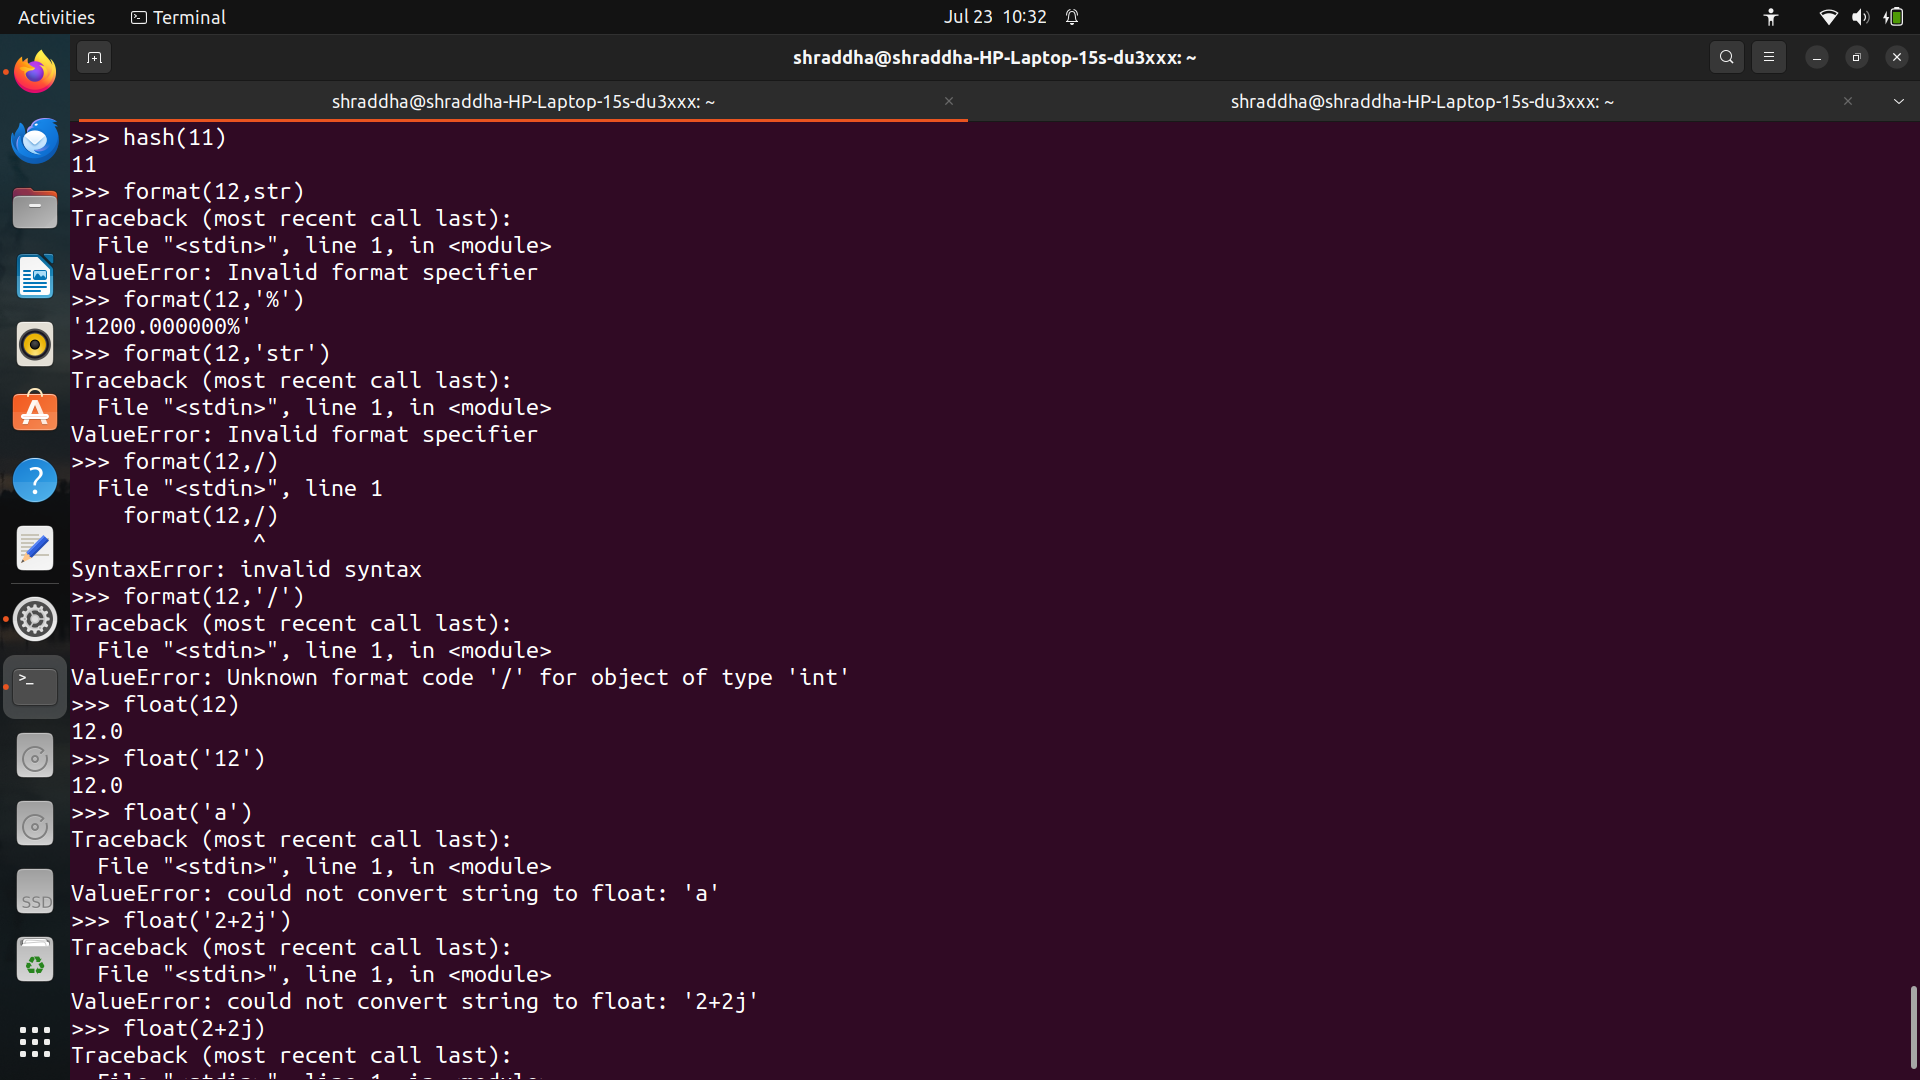 Activities
Terminal
Jul 23 10:32
shraddha@shraddha-HP-Laptop-15s-du3xxx: ~
shraddha@shraddha-HP-Laptop-15s-du3xxx: ~
shraddha@shraddha-HP-Laptop-15s-du3xxx: ~
>>> hash(11)
11
>>> format(12,str)
Traceback (most recent call last):
  File "<stdin>", line 1, in <module>
ValueError: Invalid format specifier
>>> format(12,'%')
'1200.000000%'
>>> format(12,'str')
Traceback (most recent call last):
  File "<stdin>", line 1, in <module>
ValueError: Invalid format specifier
>>> format(12,/)
  File "<stdin>", line 1
    format(12,/)
              ^
SyntaxError: invalid syntax
>>> format(12,'/')
Traceback (most recent call last):
  File "<stdin>", line 1, in <module>
ValueError: Unknown format code '/' for object of type 'int'
>>> float(12)
12.0
>>> float('12')
12.0
>>> float('a')
Traceback (most recent call last):
  File "<stdin>", line 1, in <module>
ValueError: could not convert string to float: 'a'
>>> float('2+2j')
Traceback (most recent call last):
  File "<stdin>", line 1, in <module>
ValueError: could not convert string to float: '2+2j'
>>> float(2+2j)
Traceback (most recent call last):
  File "<stdin>", line 1, in <module>
SSD